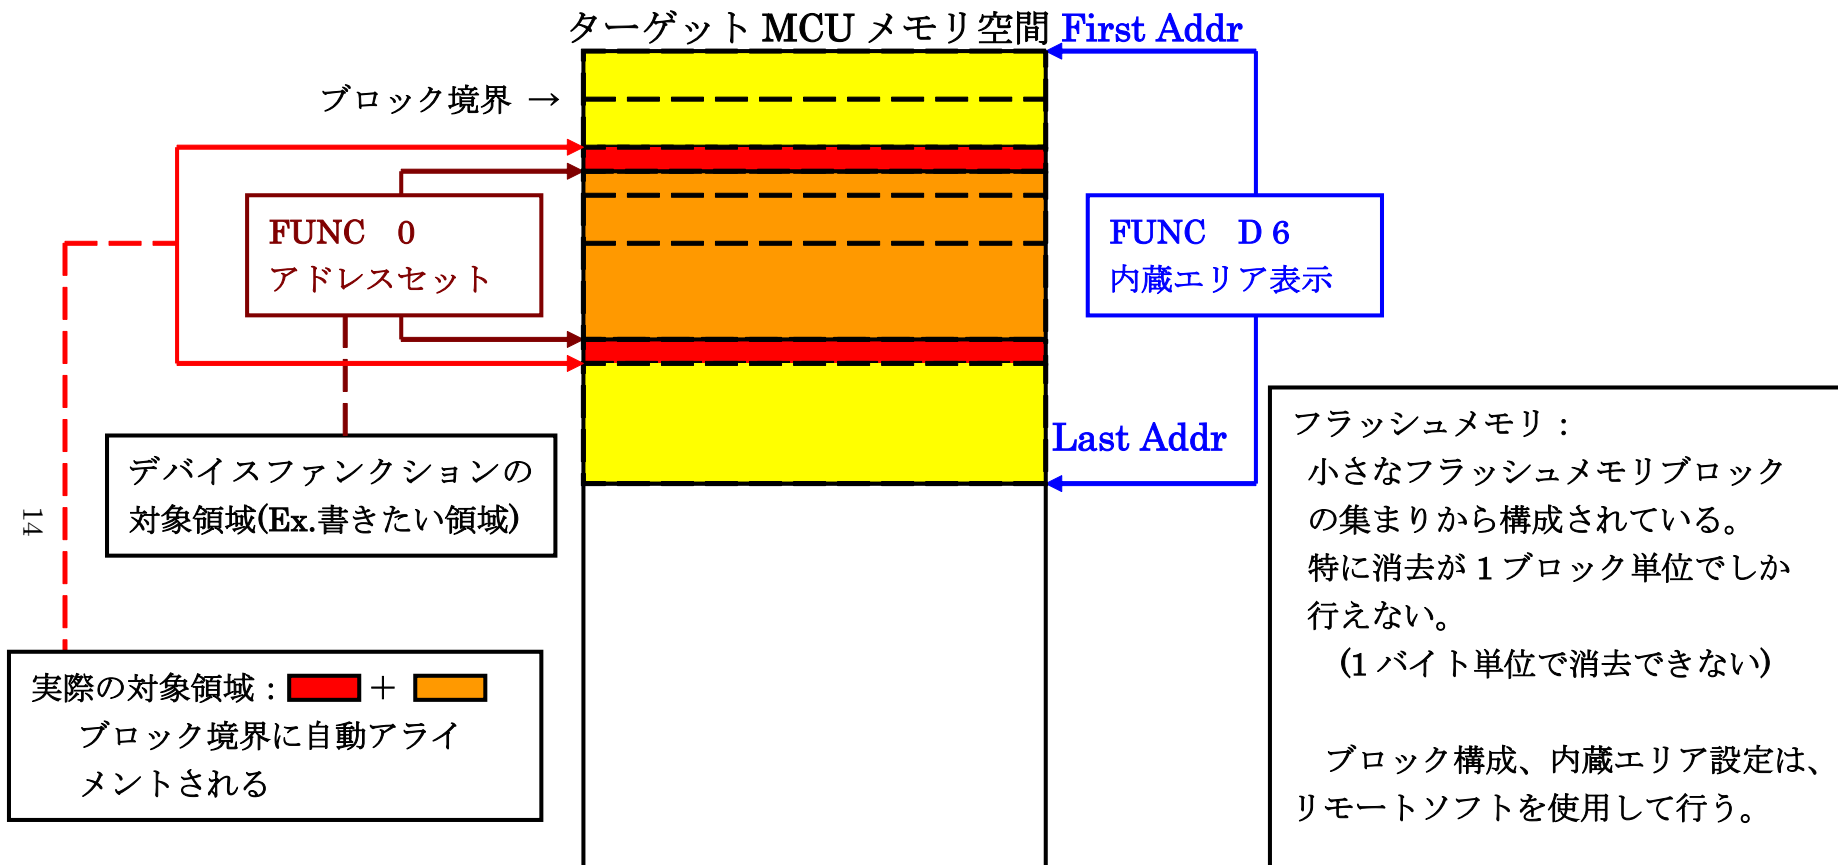 ターゲット MCU メモリ空間 First Addr
ブロック境界 →
FUNC 0
アドレスセット
FUNC D 6
内蔵エリア表示
Last Addr
デバイスファンクションの
対象領域(Ex.書きたい領域)
14
実際の対象領域： ＋
ブロック境界に自動アライ
メントされる
フラッシュメモリ：
小さなフラッシュメモリブロック
の集まりから構成されている。
特に消去が 1 ブロック単位でしか
行えない。
(1 バイト単位で消去できない)
ブロック構成、内蔵エリア設定は、
リモートソフトを使用して行う。